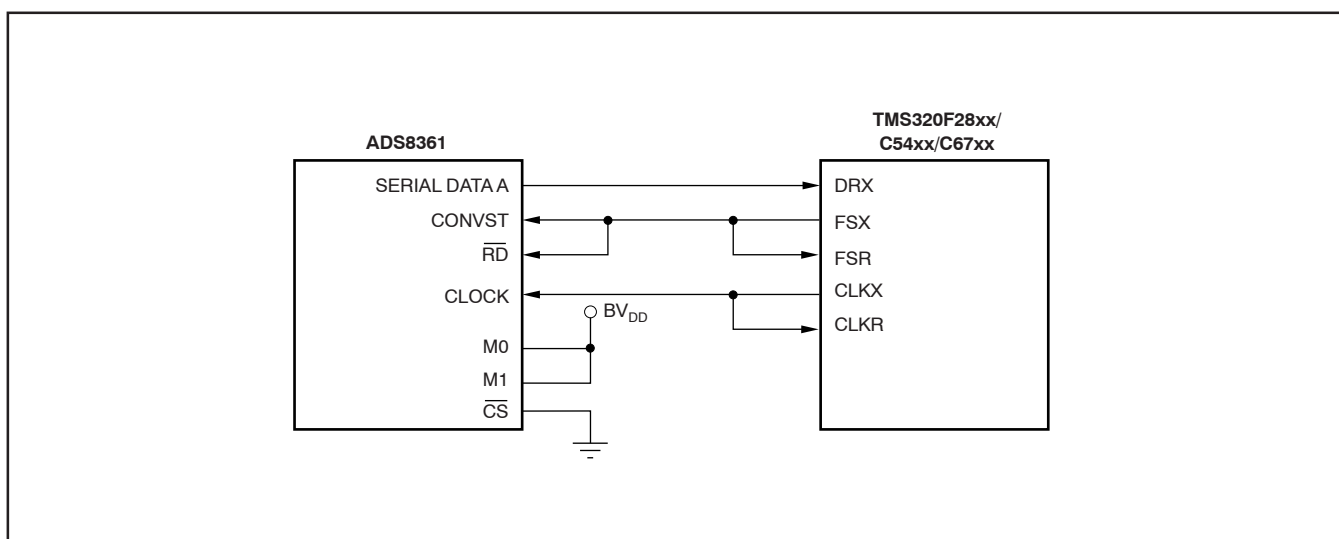 ADS8361
TMS320F28xx/
C54xx/C67xx
SERIAL DATA A
DRX
CONVST
FSX
RD
FSR
CLOCK
CLKX
BVDD
CLKR
M0
M1
CS